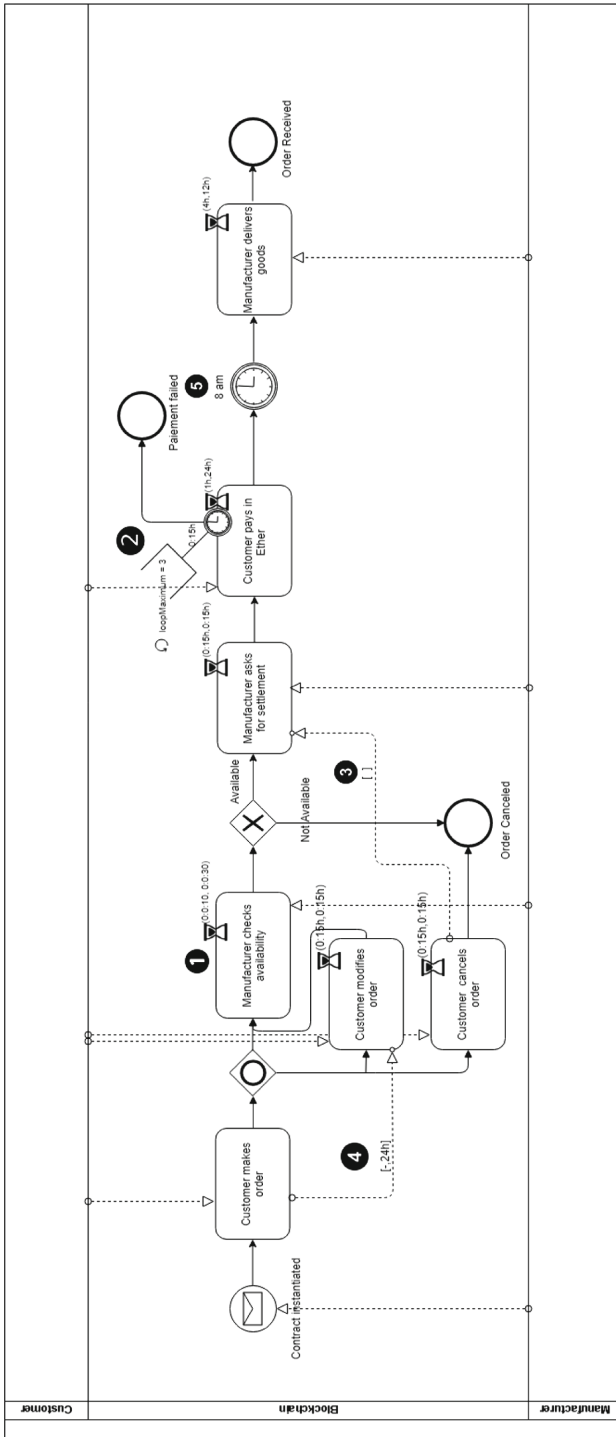 Customer
Blockchain
Manufacturer
Contract instantiated
Customer makes
order
4
[-,24h]
1
(0:0:10, 0:0:30)
Manufacturer checks
availability
(0:15h,0:15h)
Customer modifies
order
(0:15h,0:15h)
Customer cancels
order
Available
Not Available
Order Canceled
3
[ ]
(0:15h,0:15h)
Manufacturer asks
for settlement
2
loopMaximum = 3
0:15h
(1h,24h)
Customer pays in
Ether
Paiement failed
5
8 am
(4h,12h)
Manufacturer delivers
goods
Order Received